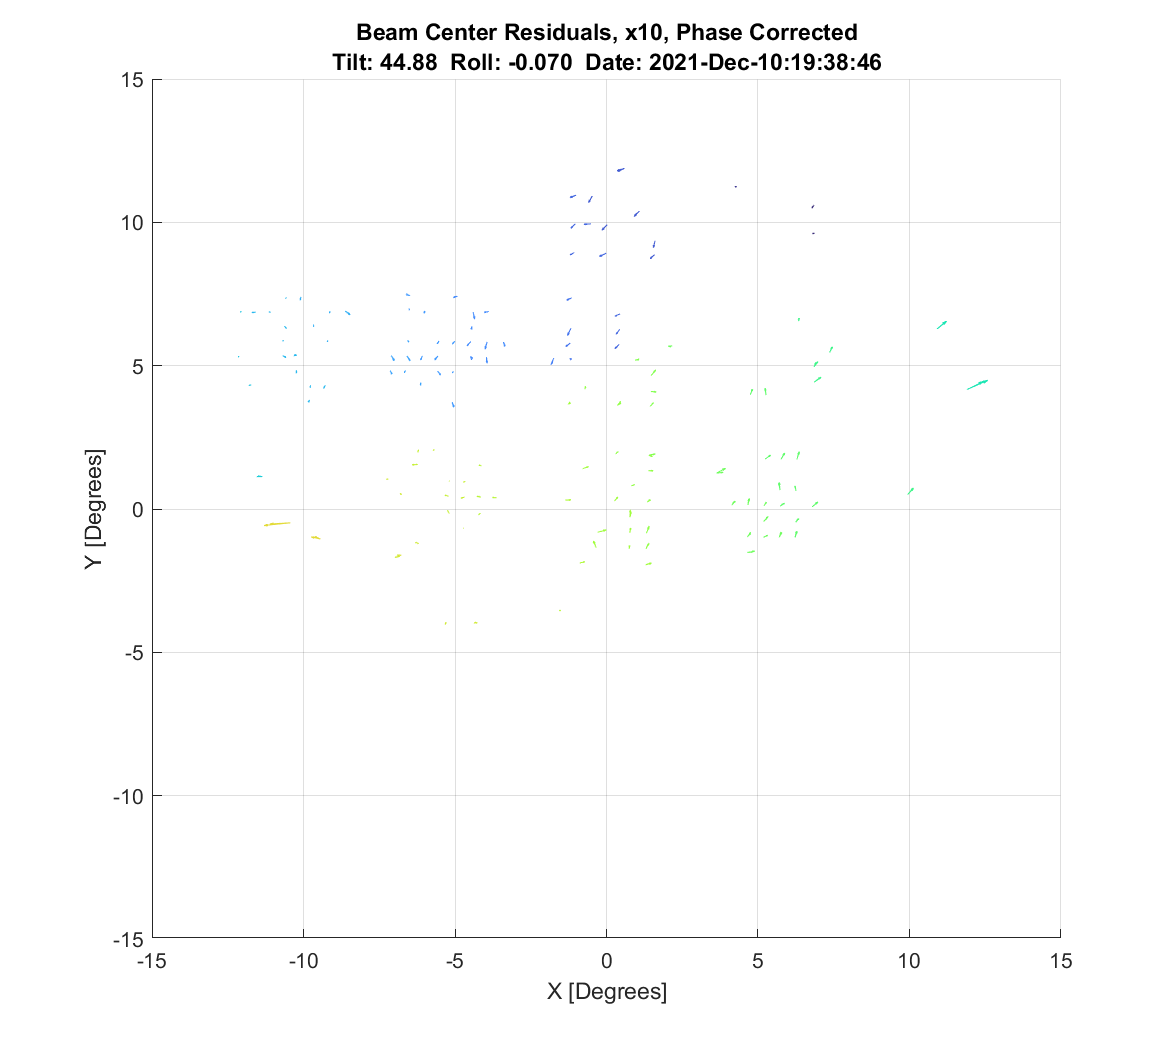 Beam Center Residuals, x10, Phase Corrected
Tilt: 44.88 Roll: -0.070 Date: 2021-Dec-10:19:38:46
15
10
5
0
-5
-10
-15
Y [Degrees]
-15 -10 -5 0 5 10 15
X [Degrees]